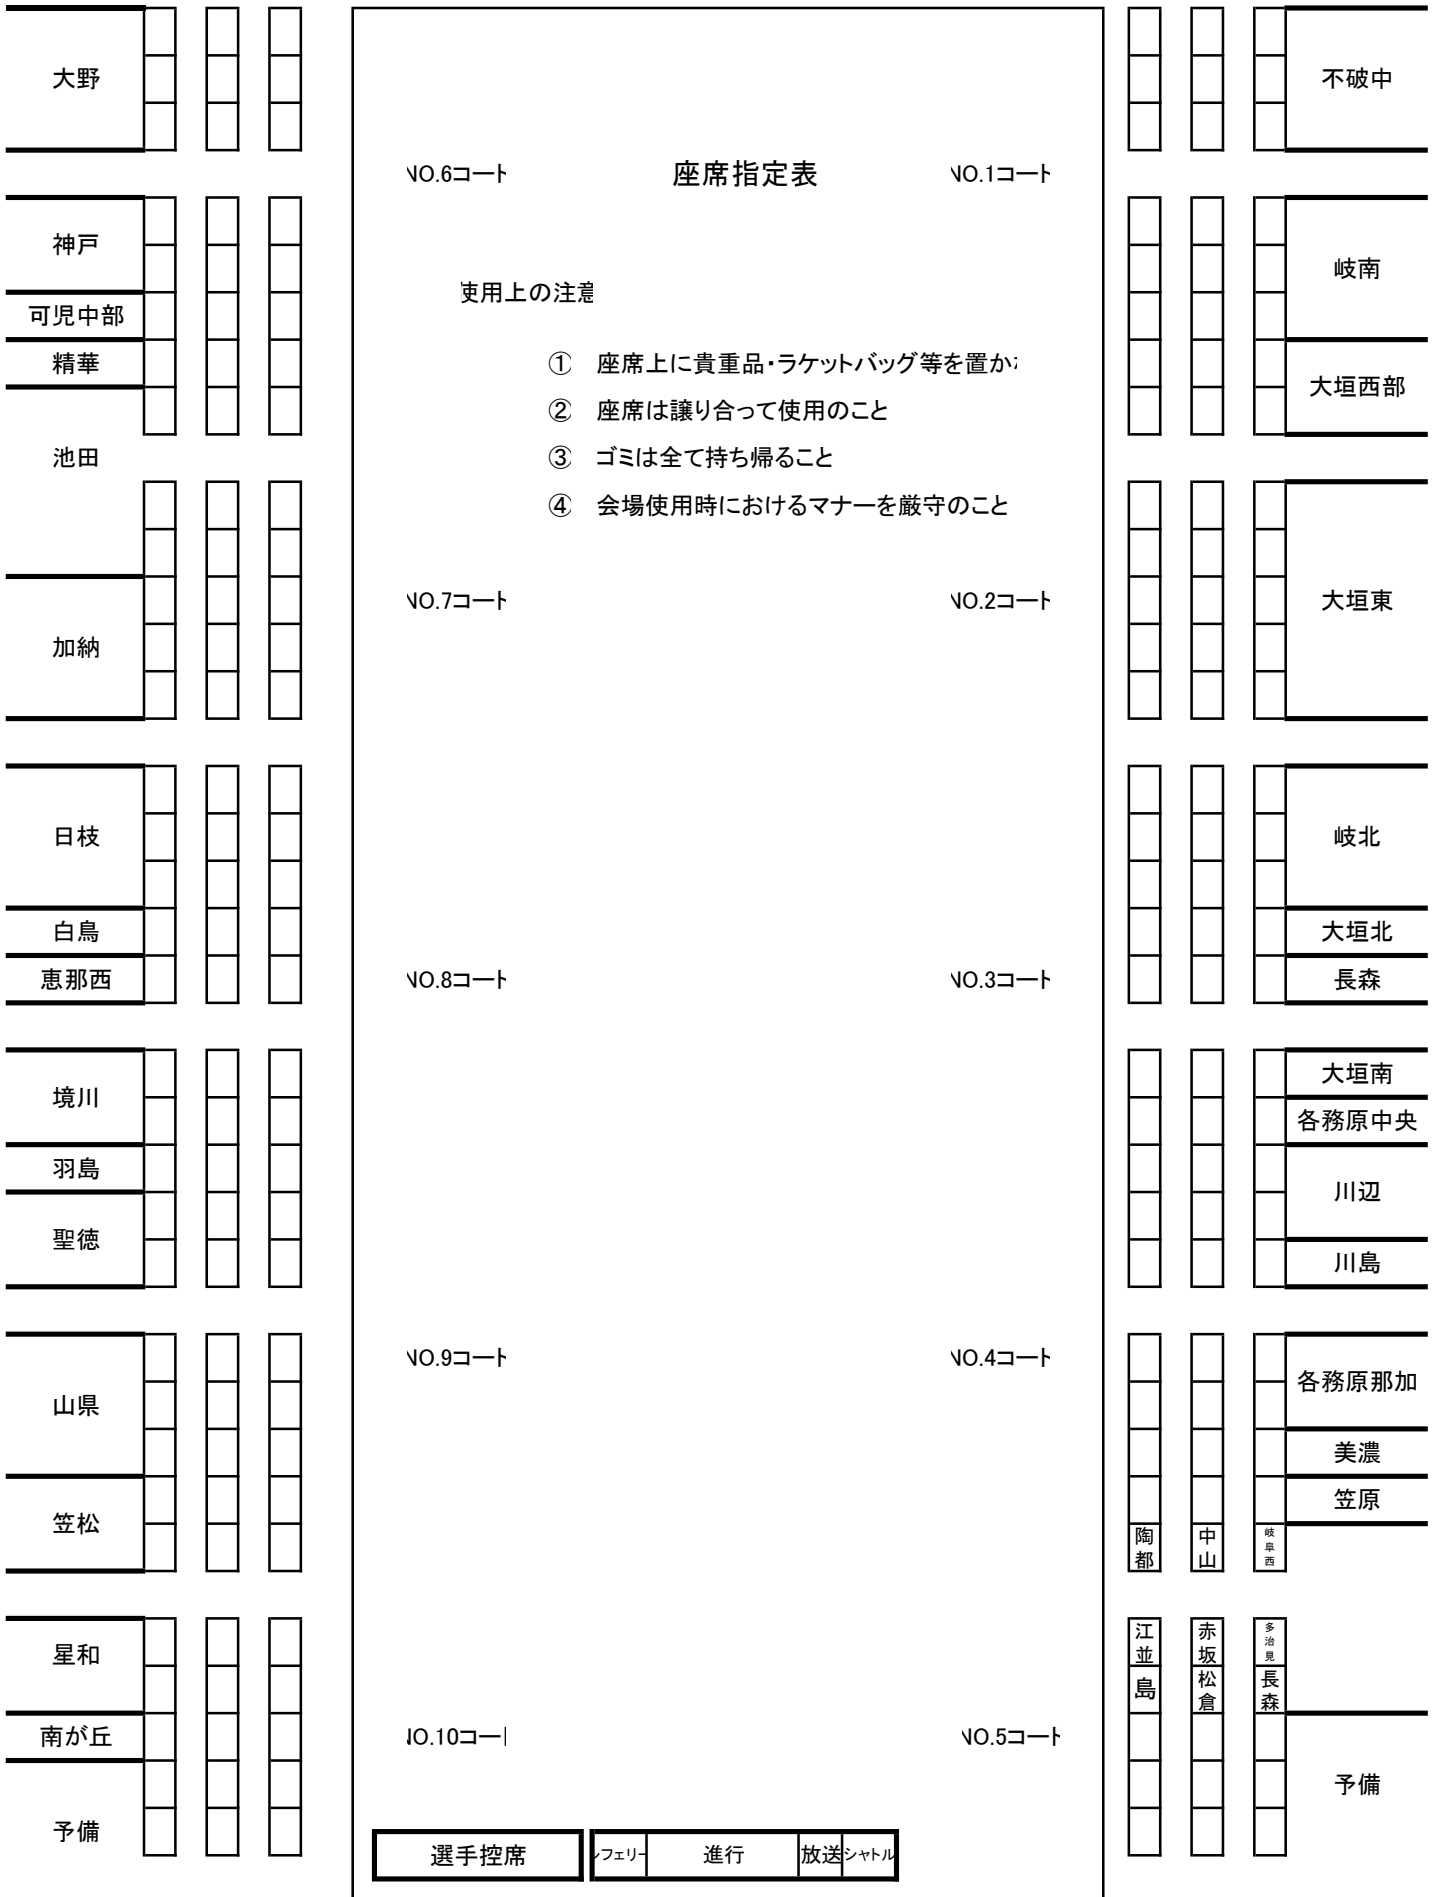 大野
不破中
NO.6コート
座席指定表
NO.1コート
神戸
岐南
使用上の注意
可児中部
① 座席上に貴重品・ラケットバッグ等を置か
精華
大垣西部
② 座席は譲り合って使用のこと
池田
③ ゴミは全て持ち帰ること
④ 会場使用時におけるマナーを厳守のこと
NO.7コート
NO.2コート
大垣東
加納
日枝
岐北
白鳥
大垣北
恵那西
NO.8コート
NO.3コート
長森
境川
大垣南
各務原中央
羽島
川辺
聖徳
川島
NO.9コート
NO.4コート
各務原那加
山県
美濃
笠原
笠松
陶都
中山
岐阜西
星和
江並
赤坂
多治見
島
松倉
長森
南が丘
NO.10コート
NO.5コート
予備
予備
選手控席
レフェリー
進行
放送
シャトル